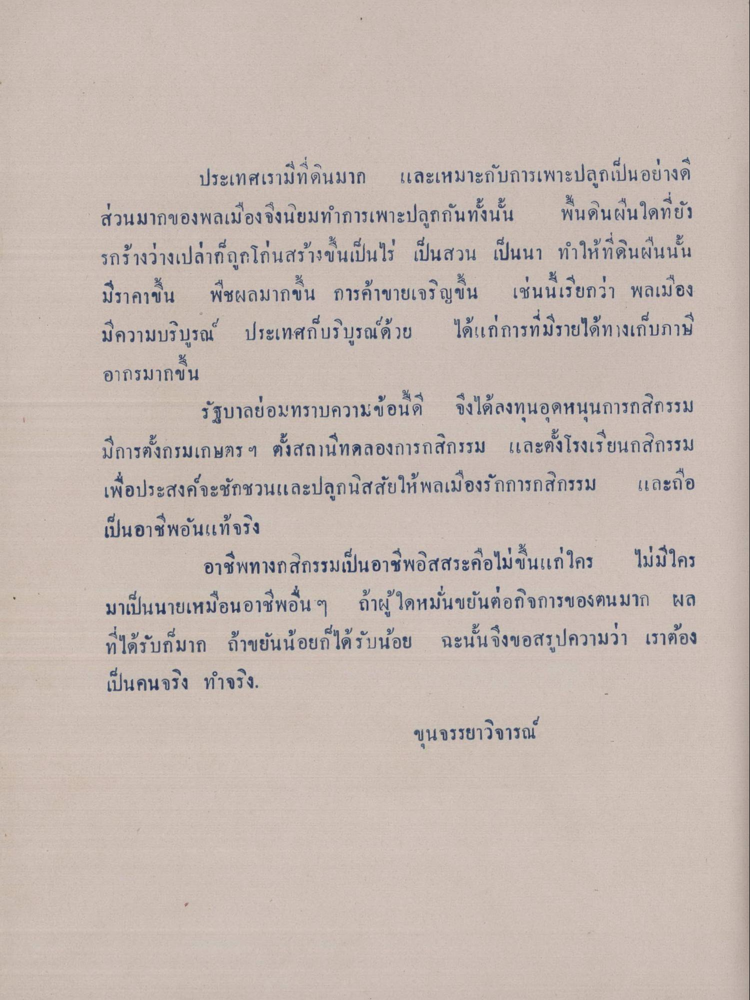 ประเทศเรามีที่ดินมาก และเหมาะกับการเพาะปลูกเป็นอย่างดี
ส่วนมากของพลเมืองจึงนิยมทำการเพาะปลูกกันทั้งนั้น พื้นดินผืนใดที่ยัง
รกร้างว่างเปล่าก็ถูกโก่นสร้างขึ้นเป็นไร่ เป็นสวน เป็นนา ทำให้ที่ดินผืนนั้น
มีราคาขึ้น พืชผลมากขึ้น การค้าขายเจริญขึ้น เช่นนี้เรียกว่า พลเมือง
มีความบริบูรณ์ ประเทศก็บริบูรณ์ด้วย ได้แก่การที่มีรายได้ทางเก็บภาษี
อากรมากขึ้น
รัฐบาลย่อมทราบความข้อนี้ดี จึงได้ลงทุนอุดหนุนการกสิกรรม
มีการตั้งกรมเกษตร ฯ ตั้งสถานีทดลองการกสิกรรม และตั้งโรงเรียนกสิกรรม
เพื่อประสงค์จะชักชวนและปลูกนิสสัยให้พลเมืองรักการกสิกรรม และถือ
เป็นอาชีพอันแท้จริง
อาชีพทางกสิกรรมเป็นอาชีพอิสสระคือไม่ขึ้นแก่ใคร ไม่มีใคร
มาเป็นนายเหมือนอาชีพอื่น ๆ ถ้าผู้ใดหมั่นขยันต่อกิจการของตนมาก ผล
ที่ได้รับก็มาก ถ้าขยันน้อยก็ได้รับน้อย ฉะนั้นจึงขอสรูปความว่า เราต้อง
เป็นคนจริง ทำจริง.
ขุนจรรยาวิจารณ์